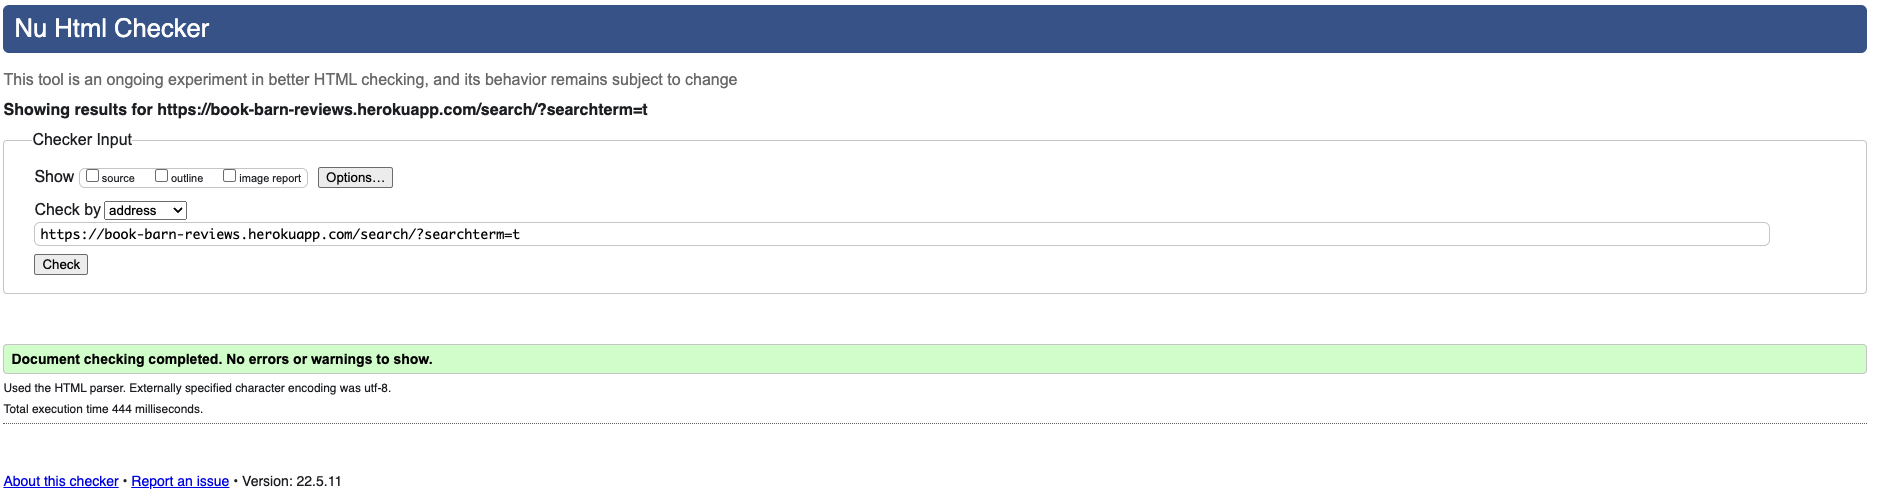 Nu Html Checker
This tool is an ongoing experiment in better HTML checking, and its behavior remains subject to change
Showing results for https://book-barn-reviews.herokuapp.com/search/?searchterm=t
Checker Input
Show source outline image report Options...
Check by address
https://book-barn-reviews.herokuapp.com/search/?searchterm=t
Check
Document checking completed. No errors or warnings to show.
Used the HTML parser. Externally specified character encoding was utf-8.
Total execution time 444 milliseconds.
About this checker • Report an issue • Version: 22.5.11